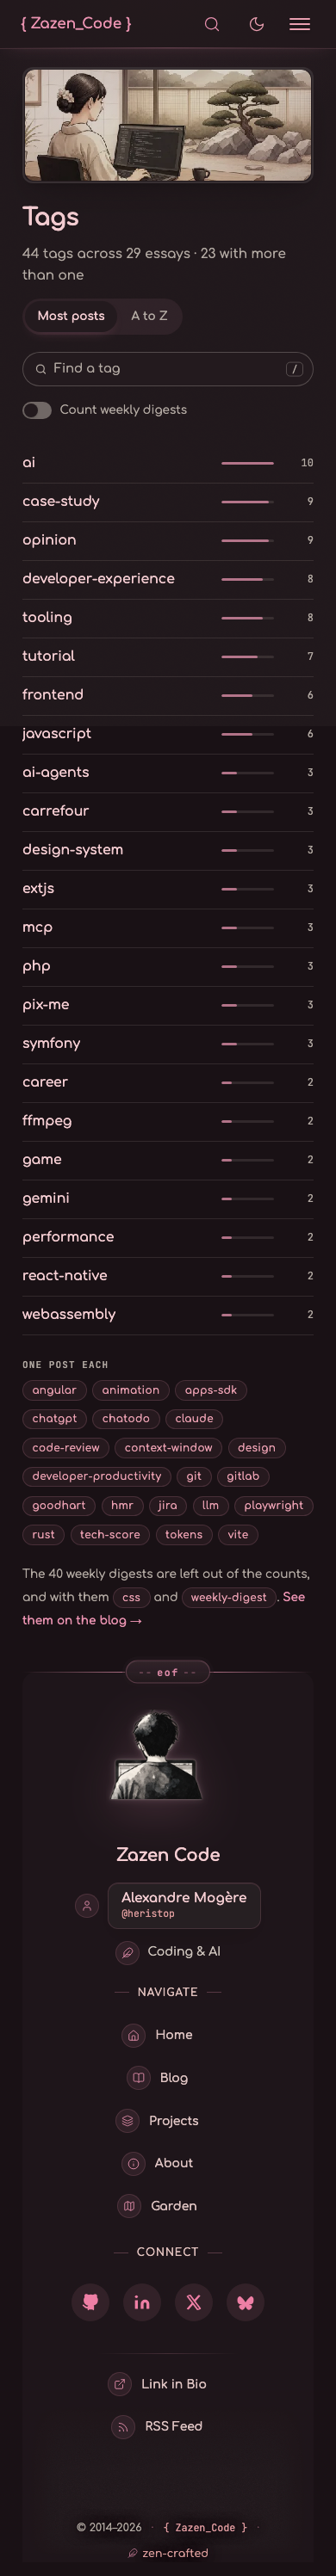 { Zazen_Code }
Tags
44 tags across 29 essays · 23 with more
than one
Most posts A to Z
Find a tag /
Count weekly digests
ai 10
case-study 9
opinion 9
developer-experience 8
tooling 8
tutorial 7
frontend 6
javascript 6
ai-agents 3
carrefour 3
design-system 3
extjs 3
mcp 3
php 3
pix-me 3
symfony 3
career 2
ffmpeg 2
game 2
gemini 2
performance 2
react-native 2
webassembly 2
ONE POST EACH
angular animation apps-sdk
chatgpt chatodo claude
code-review context-window design
developer-productivity git gitlab
goodhart hmr jira llm playwright
rust tech-score tokens vite
The 40 weekly digests are left out of the counts,
and with them css and weekly-digest. See
them on the blog →
-- eof --
Zazen Code
Alexandre Mogère
@heristop
Coding & AI
NAVIGATE
Home
Blog
Projects
About
Garden
CONNECT
Link in Bio
RSS Feed
© 2014–2026 · { Zazen_Code } ·
zen-crafted